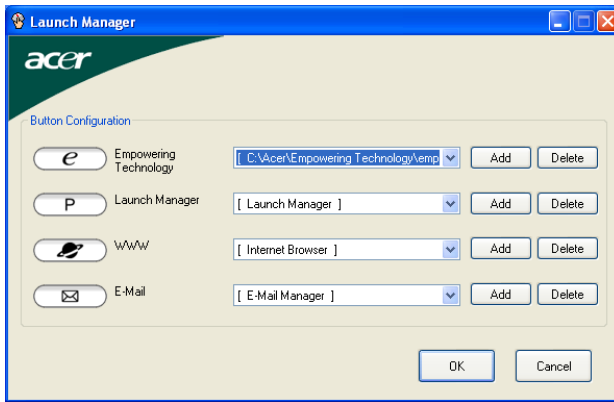 Launch Manager
acer
Button Configuration
e Empowering Technology [ C:\Acer\Empowering Technology\emp Add Delete
P Launch Manager [ Launch Manager ] Add Delete
WWW [ Internet Browser ] Add Delete
E-Mail [ E-Mail Manager ] Add Delete
OK Cancel